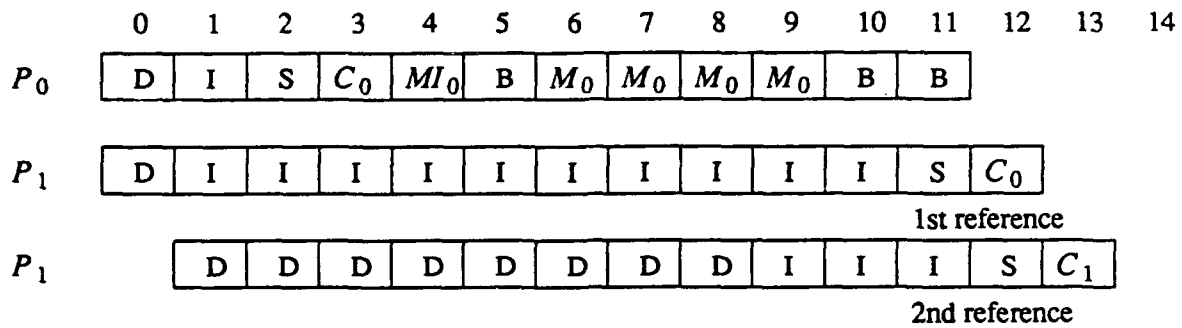 0 1 2 3 4 5 6 7 8 9 10 11 12 13 14
P0 D I S C0 MI0 B M0 M0 M0 M0 B B
P1 D I I I I I I I I I I S C0
1st reference
P1 D D D D D D D D I I I S C1
2nd reference